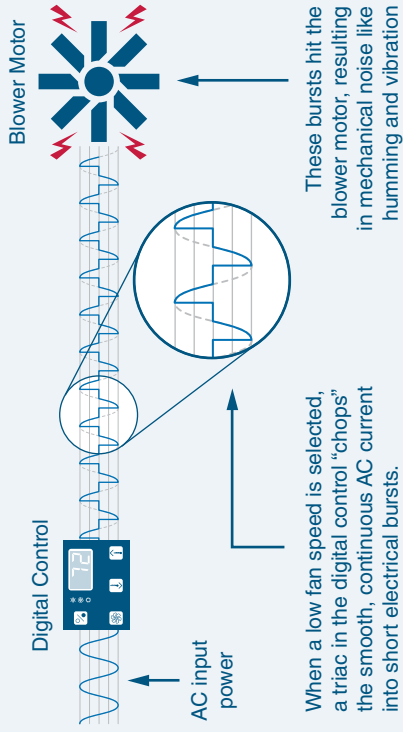 Blower Motor
Digital Control
72
AC input
power
When a low fan speed is selected,
a triac in the digital control “chops”
the smooth, continuous AC current
into short electrical bursts.
These bursts hit the
blower motor, resulting
in mechanical noise like
humming and vibration